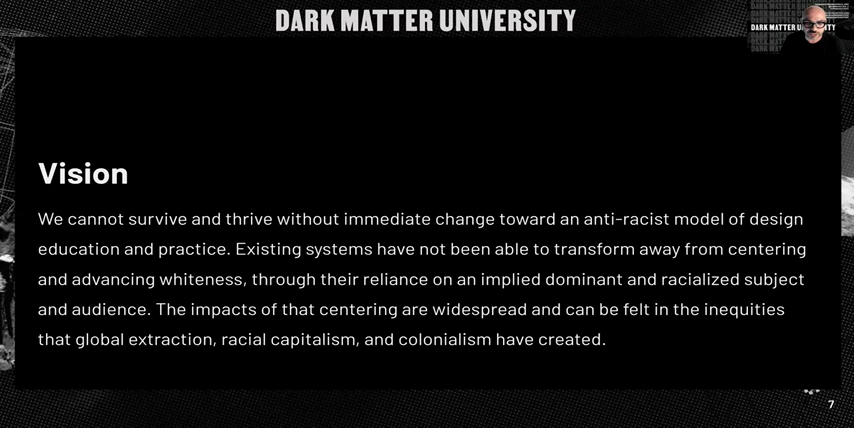 DARK MATTER UNIVERSITY
DARK MATTER UNIVERSITY
Vision
We cannot survive and thrive without immediate change toward an anti-racist model of design
education and practice. Existing systems have not been able to transform away from centering
and advancing whiteness, through their reliance on an implied dominant and racialized subject
and audience. The impacts of that centering are widespread and can be felt in the inequities
that global extraction, racial capitalism, and colonialism have created.
7